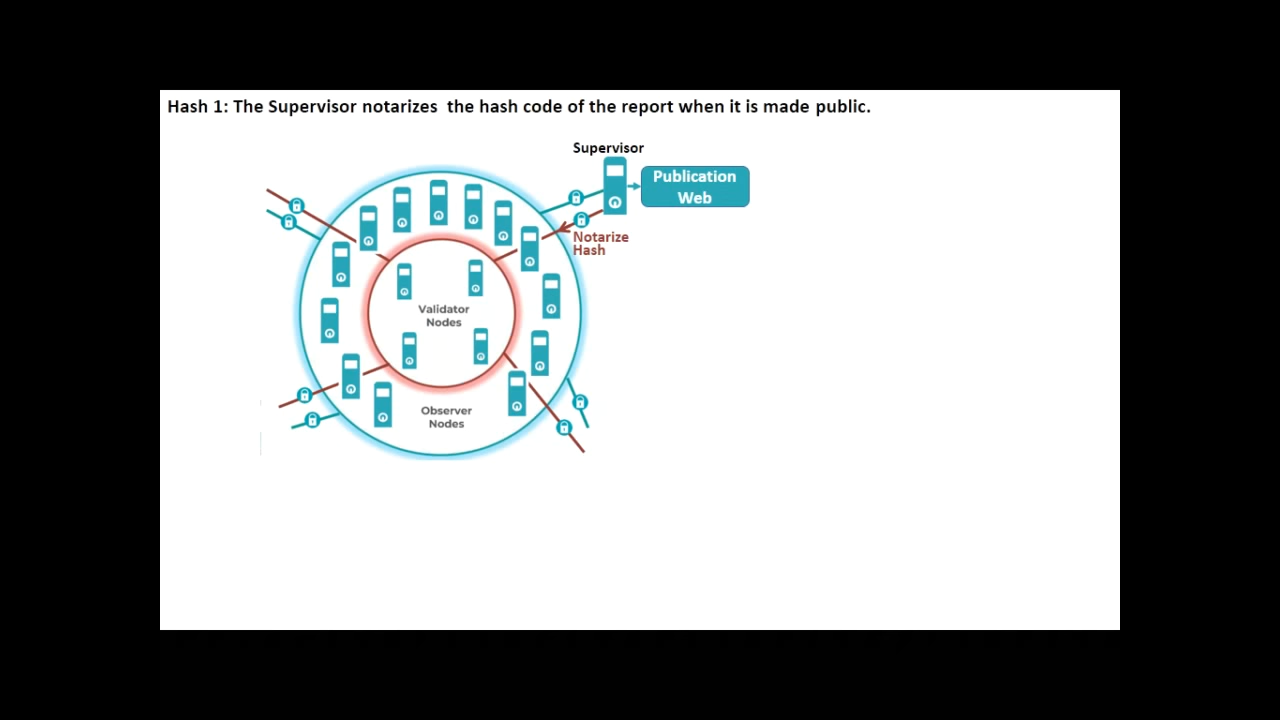 Hash 1: The Supervisor notarizes  the hash code of the report when it is made public.
Supervisor
Publication
Web
Notarize
Hash
Validator
Nodes
Observer
Nodes